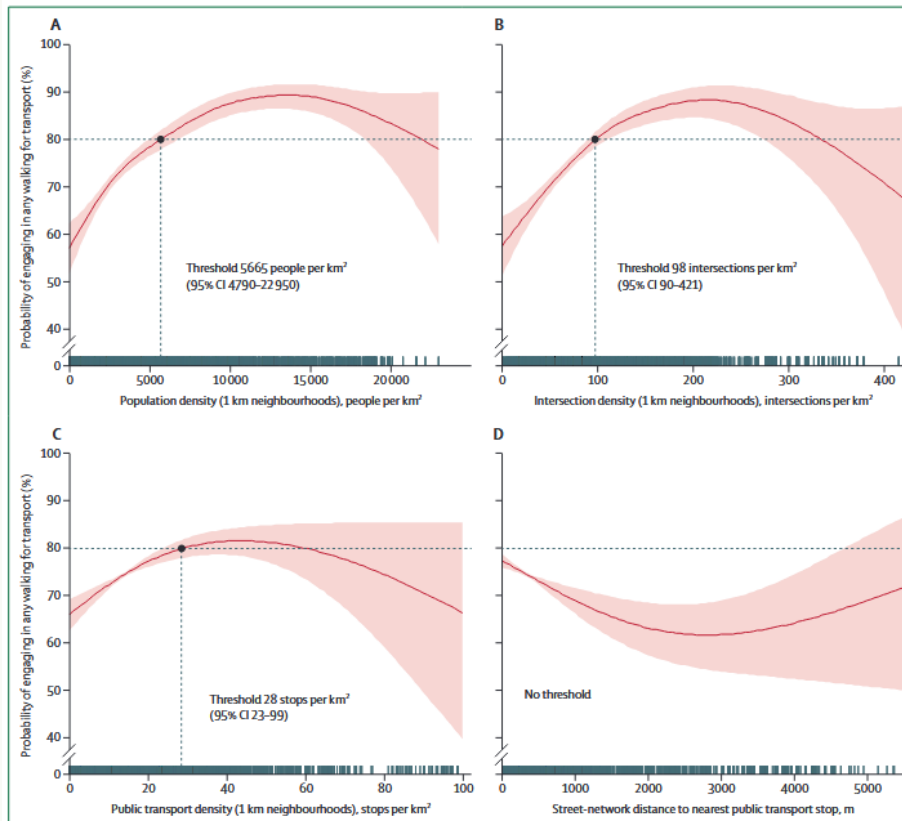 A
Probability of engaging in any walking for transport (%)
100
90
80
70
60
50
40
0
Threshold 5665 people per km²
(95% CI 4790–22 950)
0 5000 10 000 15 000 20 000
Population density (1 km neighbourhoods), people per km²
B
Threshold 98 intersections per km²
(95% CI 90–421)
0 100 200 300 400
Intersection density (1 km neighbourhoods), intersections per km²
C
Probability of engaging in any walking for transport (%)
100
90
80
70
60
50
40
0
Threshold 28 stops per km²
(95% CI 23–99)
0 20 40 60 80 100
Public transport density (1 km neighbourhoods), stops per km²
D
No threshold
0 1000 2000 3000 4000 5000
Street-network distance to nearest public transport stop, m